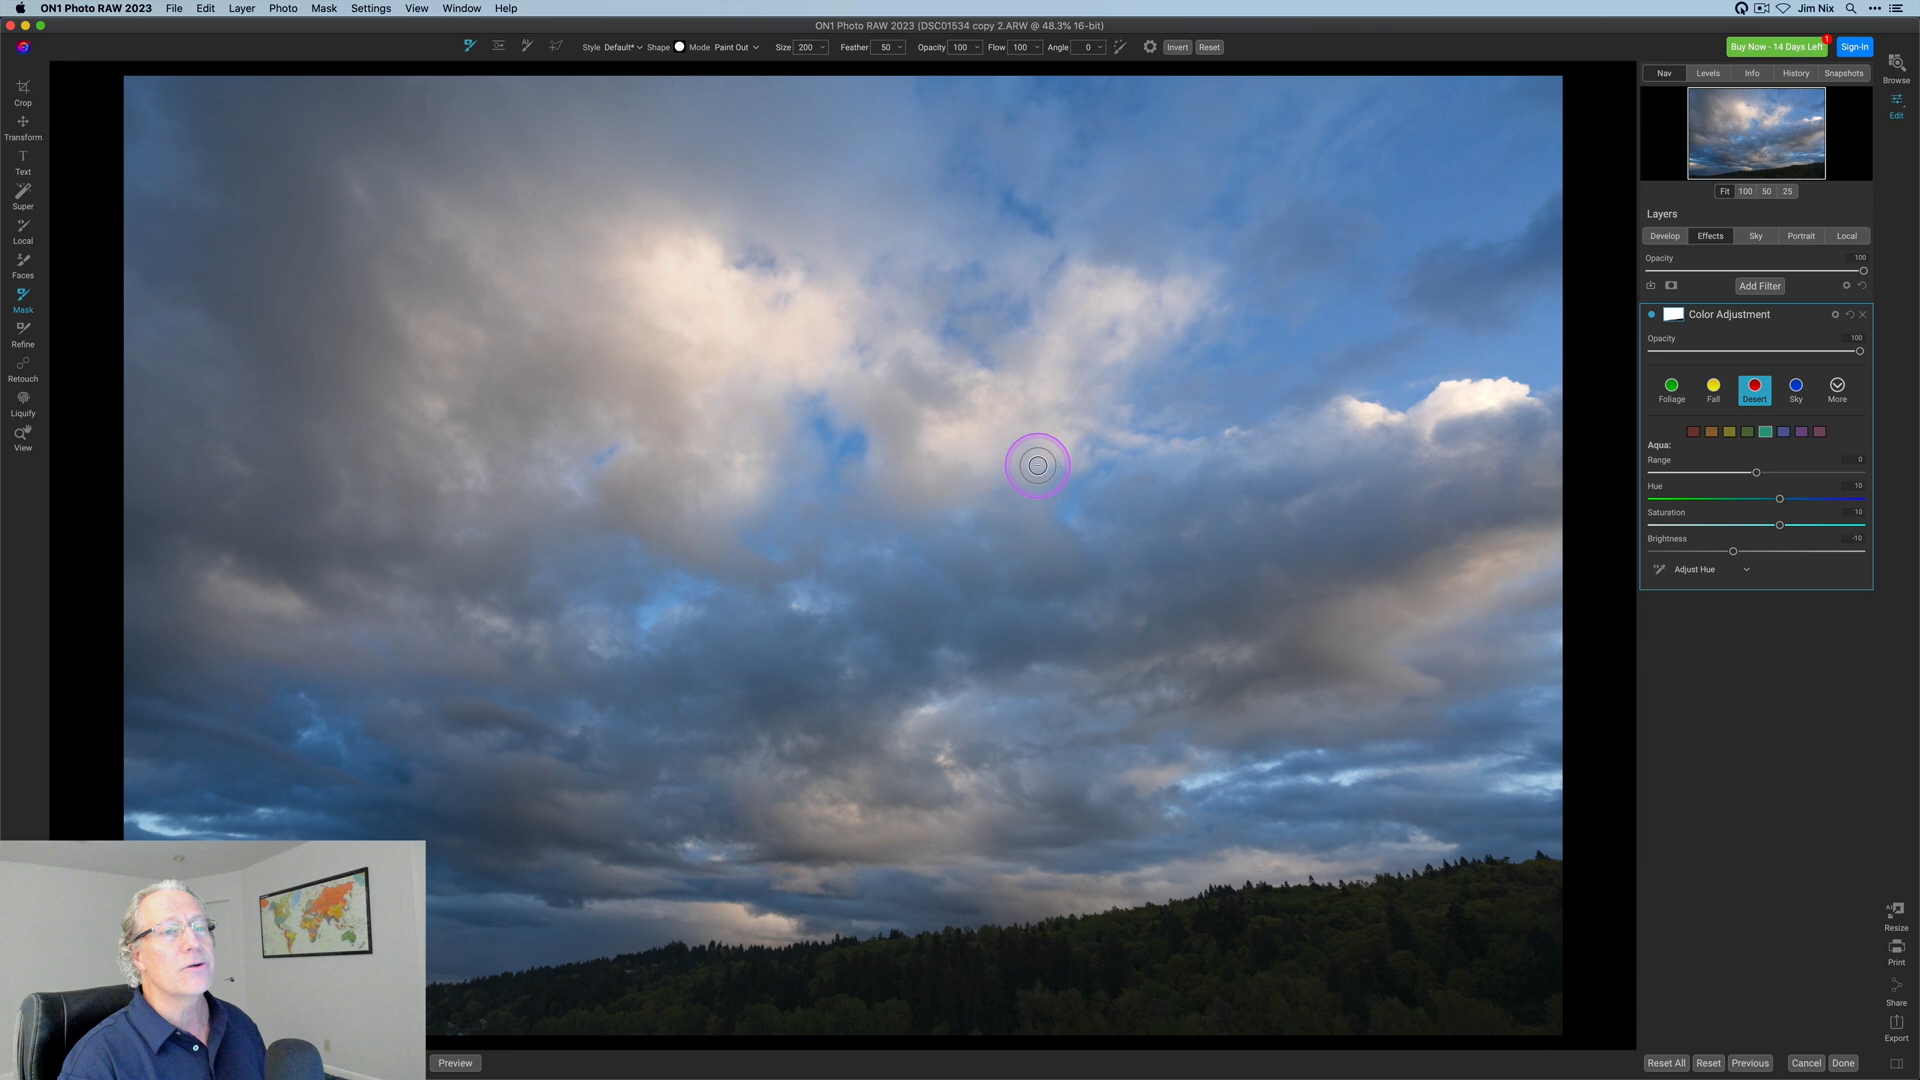 ON1 Photo RAW 2023 File Edit Layer Photo Mask Settings View Window Help Jim Nix
ON1 Photo RAW 2023 (DSC01534 copy 2.ARW @ 48.3% 16-bit)
Style Default* Shape Mode Paint Out Size 200 Feather 50 Opacity 100 Flow 100 Angle 0 Invert Reset
Buy Now - 14 Days Left 1 Sign-In
Crop
Transform
Text
Super
Local
Faces
Mask
Refine
Retouch
Liquify
View
Nav Levels Info History Snapshots
Browse
Edit
Fit 100 50 25
Layers
Develop Effects Sky Portrait Local
Opacity 100
Add Filter
Color Adjustment
Opacity 100
Foliage Fall Desert Sky More
Aqua:
Range 0
Hue 10
Saturation 10
Brightness -10
Adjust Hue
AI
Resize
Print
Share
Export
Preview
Reset All Reset Previous Cancel Done